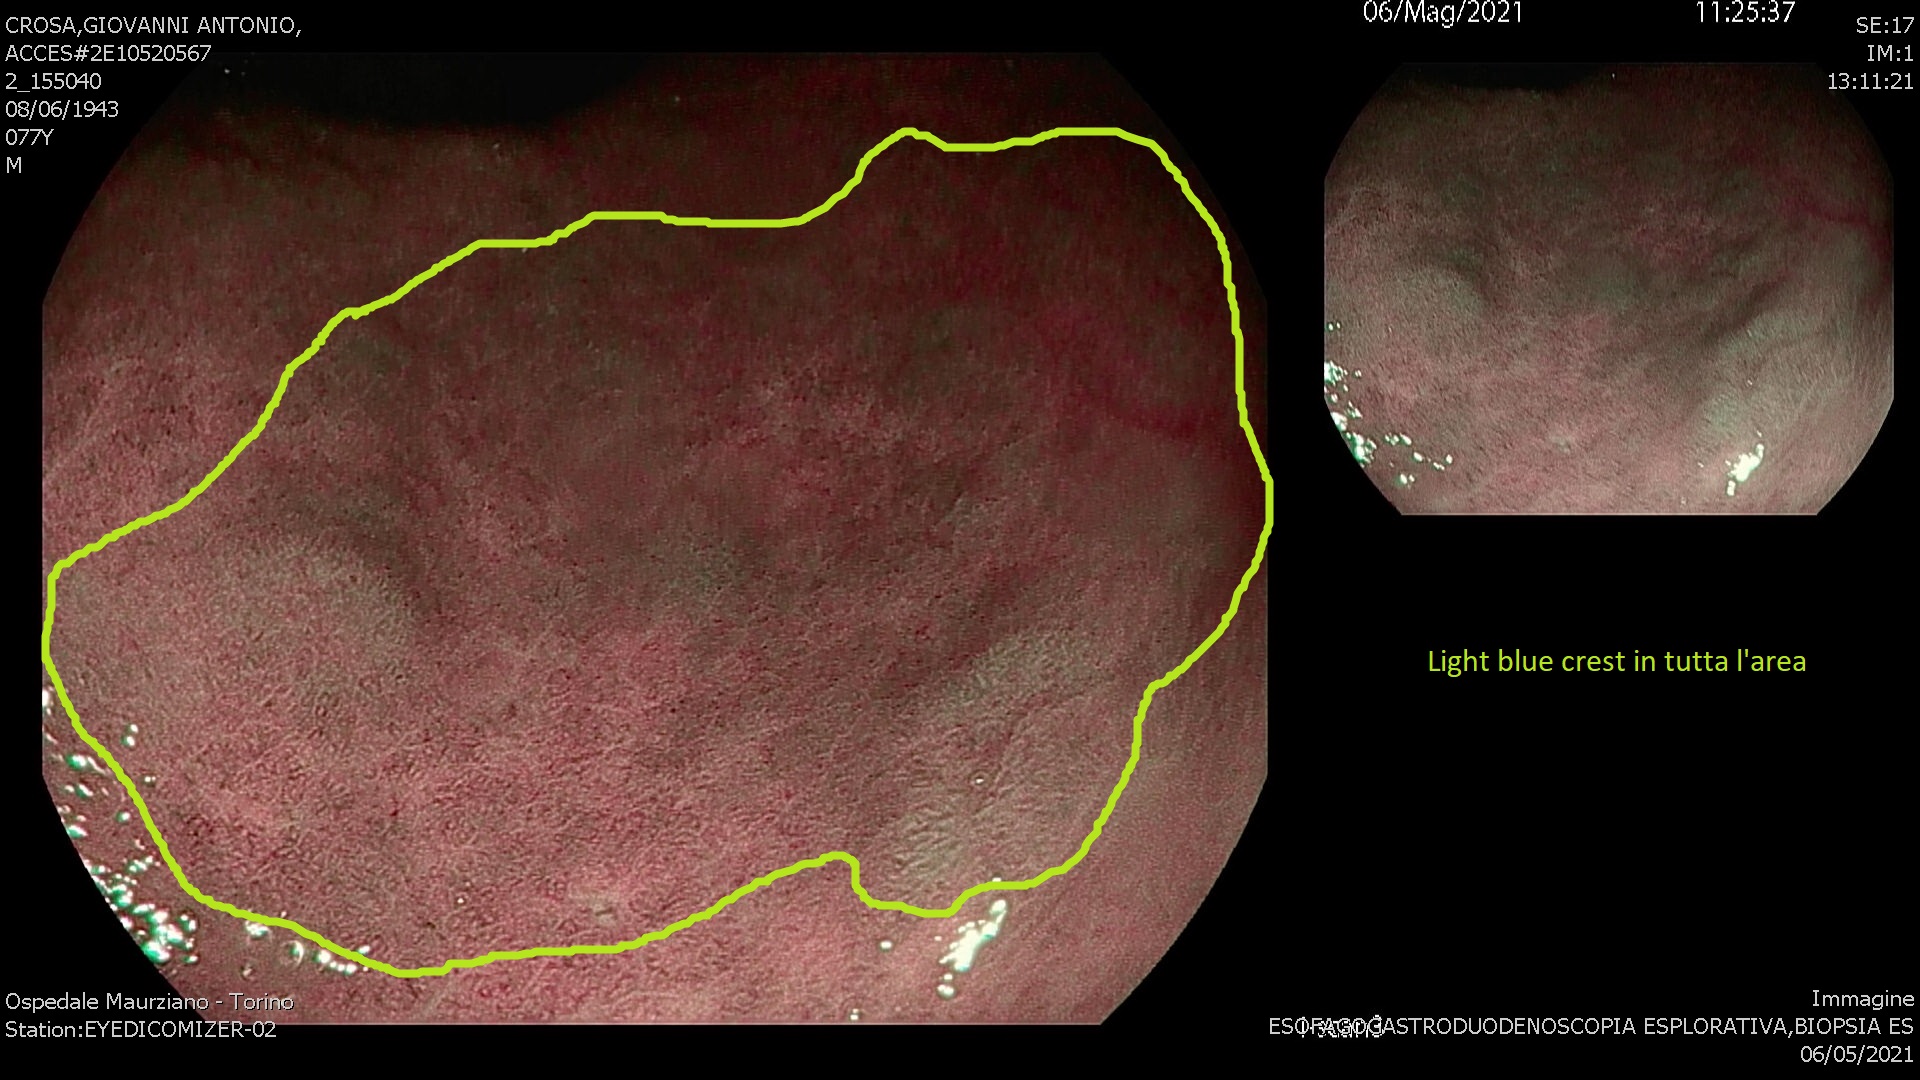 CROSA,GIOVANNI ANTONIO,
ACCES#2E10520567
2_155040
08/06/1943
077Y
M
06/Mag/2021 11:25:37
SE:17
IM:1
13:11:21
Light blue crest in tutta l'area
Ospedale Maurziano - Torino
Station:EYEDICOMIZER-02
Immagine
ESOFAGOGASTRODUODENOSCOPIA ESPLORATIVA,BIOPSIA ES
06/05/2021